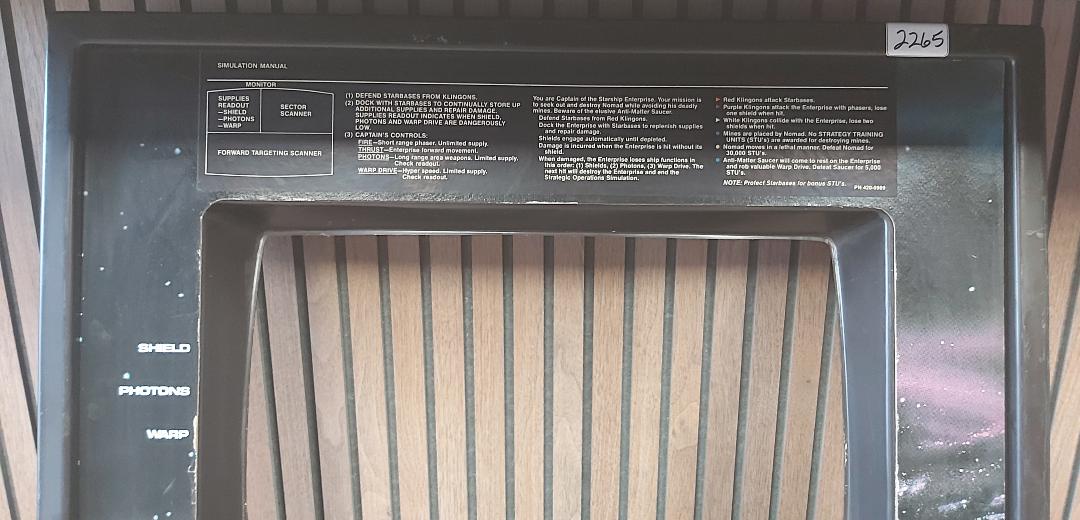 2265
SIMULATION MANUAL
MONITOR
SUPPLIES
READOUT
—SHIELD
—PHOTONS
—WARP
SECTOR
SCANNER
FORWARD TARGETING SCANNER
(1) DEFEND STARBASES FROM KLINGONS.
(2) DOCK WITH STARBASES TO CONTINUALLY STORE UP
ADDITIONAL SUPPLIES AND REPAIR DAMAGE.
SUPPLIES READOUT INDICATES WHEN SHIELD,
PHOTONS AND WARP DRIVE ARE DANGEROUSLY
LOW.
(3) CAPTAIN'S CONTROLS:
FIRE—Short range phaser. Unlimited supply.
THRUST—Enterprise forward movement.
PHOTONS—Long range area weapons. Limited supply.
Check readout.
WARP DRIVE—Hyper speed. Limited supply.
Check readout.
You are Captain of the Starship Enterprise. Your mission is
to seek out and destroy Nomad while avoiding his deadly
mines. Beware of the elusive Anti-Matter Saucer.
Defend Starbases from Red Klingons.
Dock the Enterprise with Starbases to replenish supplies
and repair damage.
Shields engage automatically until depleted.
Damage is incurred when the Enterprise is hit without its
shield.
When damaged, the Enterprise loses ship functions in
this order: (1) Shields, (2) Photons, (3) Warp Drive. The
next hit will destroy the Enterprise and end the
Strategic Operations Simulation.
Red Klingons attack Starbases.
Purple Klingons attack the Enterprise with phasers, lose
one shield when hit.
White Klingons collide with the Enterprise, lose two
shields when hit.
Mines are placed by Nomad. No STRATEGY TRAINING
UNITS (STU's) are awarded for destroying mines.
Nomad moves in a lethal manner. Defeat Nomad for
30,000 STU's.
Anti-Matter Saucer will come to rest on the Enterprise
and rob valuable Warp Drive. Defeat Saucer for 5,000
STU's.
NOTE: Protect Starbases for bonus STU's.
PN 420-0989
SHIELD
PHOTONS
WARP